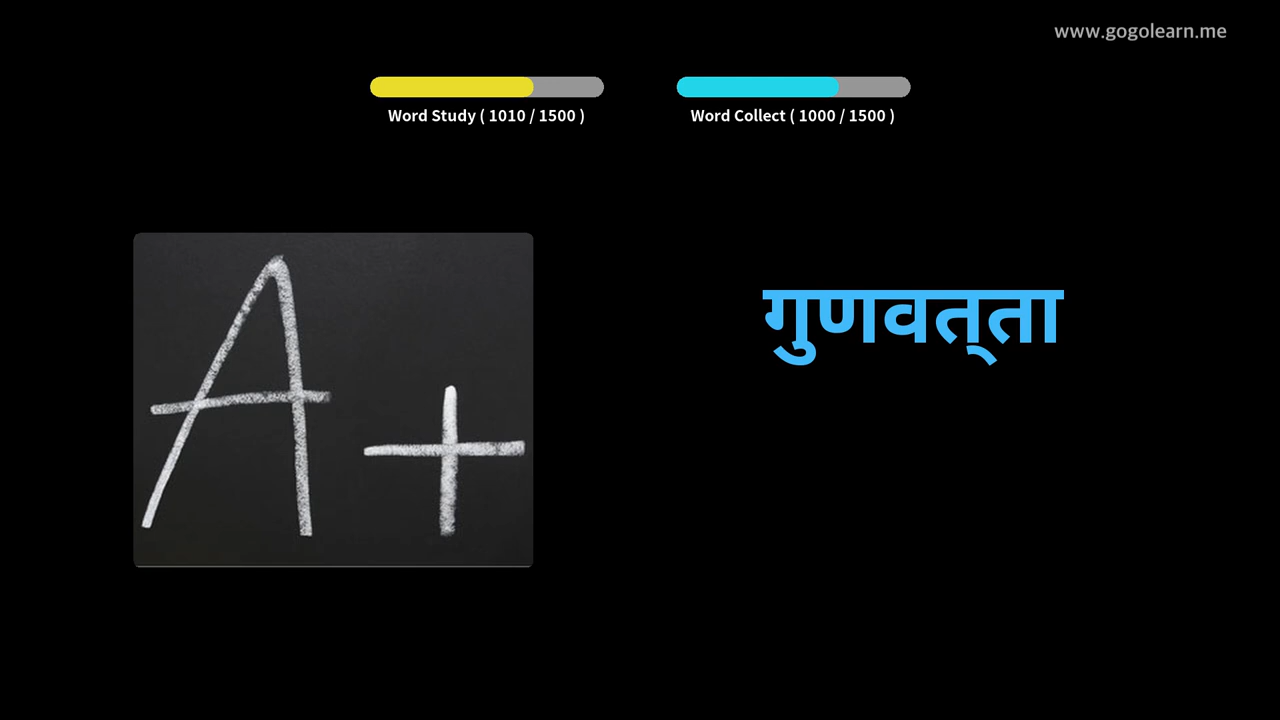 www.gogolearn.me
Word Study ( 1010 / 1500 )
Word Collect ( 1000 / 1500 )
A+
गुणवत्‌ता